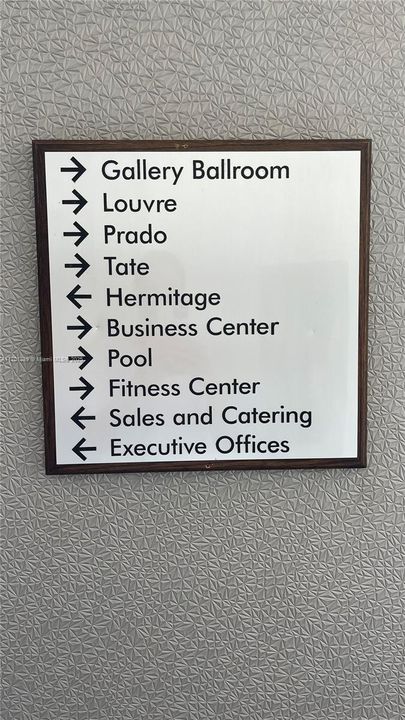 → Gallery Ballroom
→ Louvre
→ Prado
→ Tate
← Hermitage
→ Business Center
→ Pool
→ Fitness Center
← Sales and Catering
← Executive Offices